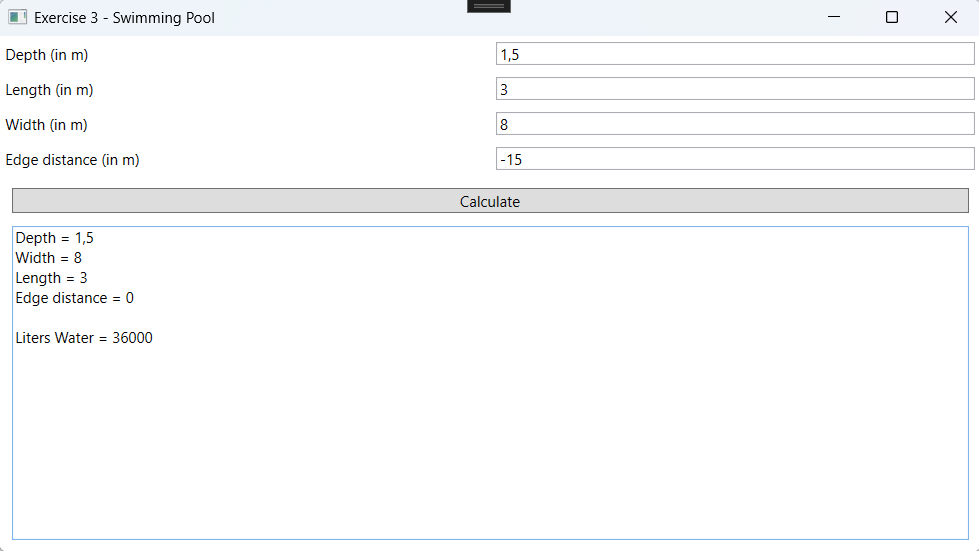 Exercise 3 - Swimming Pool
Depth (in m) 1,5
Length (in m) 3
Width (in m) 8
Edge distance (in m) -15
Calculate
Depth = 1,5
Width = 8
Length = 3
Edge distance = 0
Liters Water = 36000